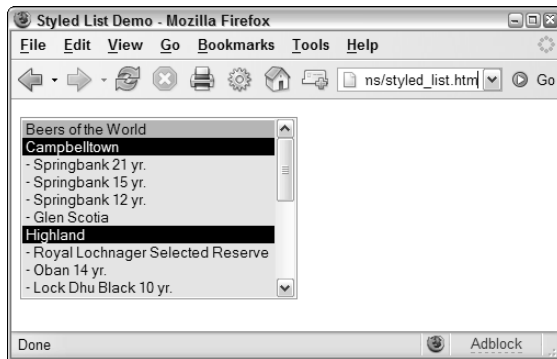 Styled List Demo - Mozilla Firefox
File Edit View Go Bookmarks Tools Help
ns/styled_list.htm Go
Beers of the World
Campbelltown
- Springbank 21 yr.
- Springbank 15 yr.
- Springbank 12 yr.
- Glen Scotia
Highland
- Royal Lochnager Selected Reserve
- Oban 14 yr.
- Lock Dhu Black 10 yr.
Done Adblock